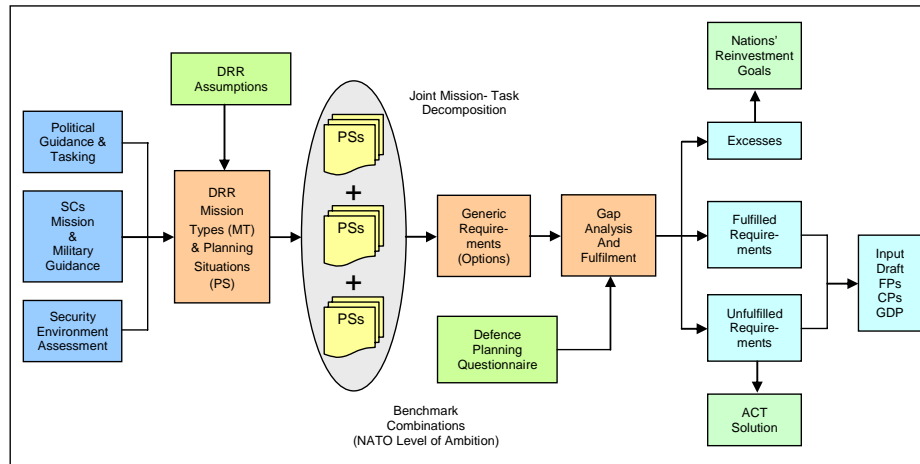 Nations'
Reinvestment
Goals
DRR
Assumptions
Joint Mission- Task
Decomposition
Political
Guidance &
Tasking
PSs
Excesses
SCs
Mission
&
Military
Guidance
DRR
Mission
Types (MT)
& Planning
Situations
(PS)
+
PSs
Generic
Require-
ments
(Options)
Gap
Analysis
And
Fulfilment
Fulfilled
Require-
ments
Input
Draft
FPs
CPs
GDP
+
Security
Environment
Assessment
PSs
Defence
Planning
Questionnaire
Unfulfilled
Require-
ments
Benchmark
Combinations
(NATO Level of Ambition)
ACT
Solution